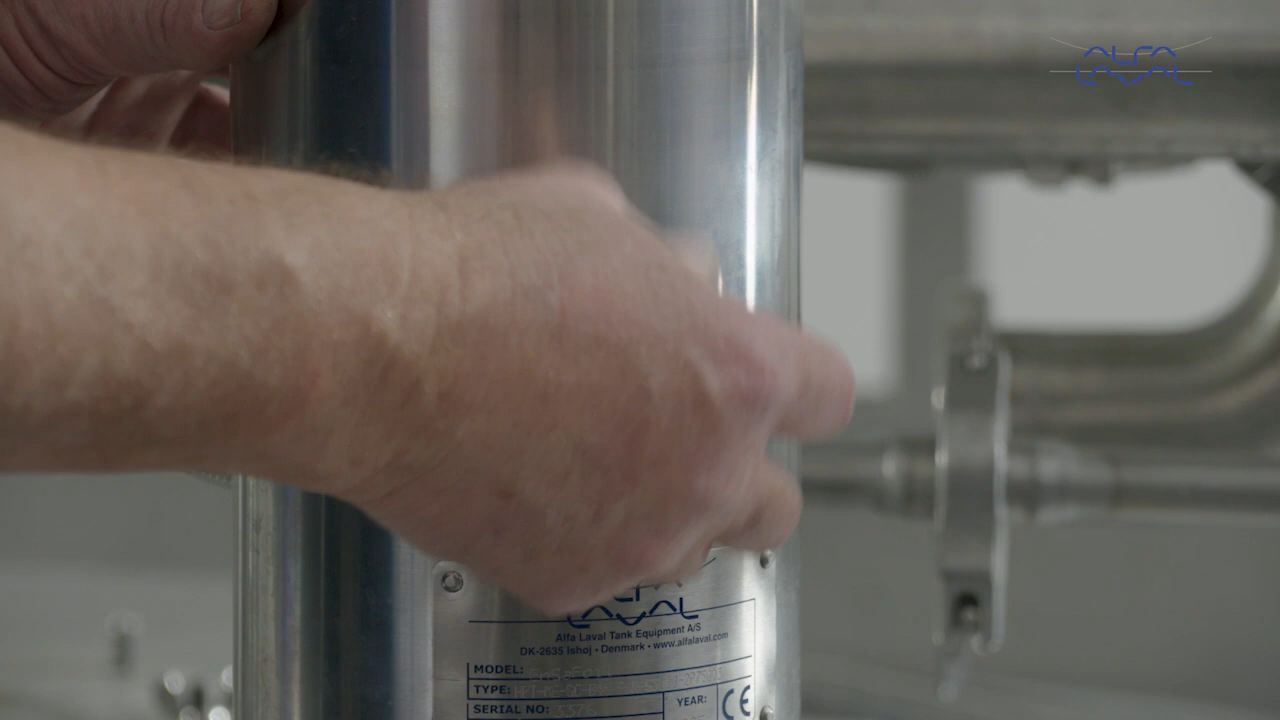 ALFA
LAVAL
LAVAL
Alfa Laval Tank Equipment A/S
DK-2635 Ishøj • Denmark • www.alfalaval.com
MODEL:
TYPE:
SERIAL NO:
YEAR:
CE